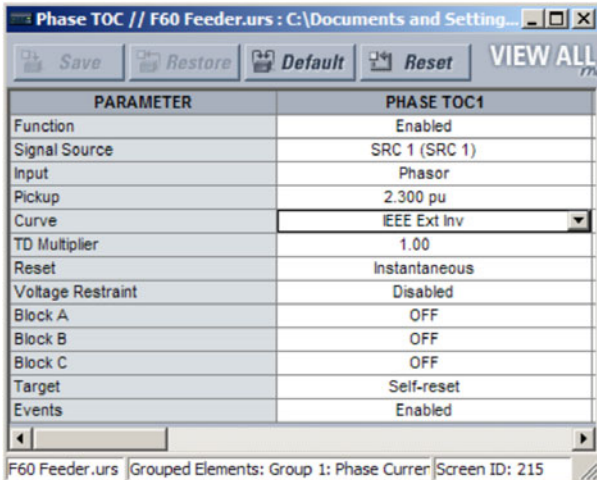 Phase TOC // F60 Feeder.urs : C:\Documents and Setting...
Save Restore Default Reset VIEW ALL
PARAMETER PHASE TOC1
Function Enabled
Signal Source SRC 1 (SRC 1)
Input Phasor
Pickup 2.300 pu
Curve IEEE Ext Inv
TD Multiplier 1.00
Reset Instantaneous
Voltage Restraint Disabled
Block A OFF
Block B OFF
Block C OFF
Target Self-reset
Events Enabled
F60 Feeder.urs Grouped Elements: Group 1: Phase Currer Screen ID: 215